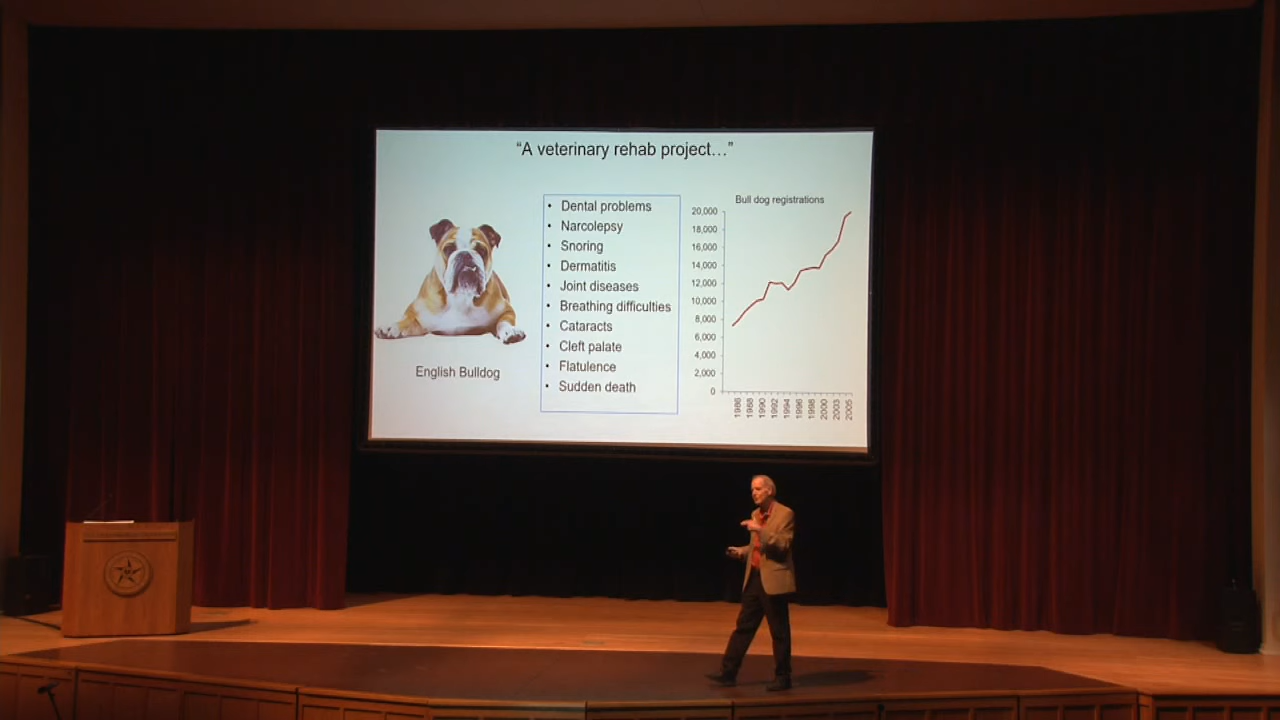 “A veterinary rehab project…”
English Bulldog
• Dental problems
• Narcolepsy
• Snoring
• Dermatitis
• Joint diseases
• Breathing difficulties
• Cataracts
• Cleft palate
• Flatulence
• Sudden death
Bull dog registrations
20,000
18,000
16,000
14,000
12,000
10,000
8,000
6,000
4,000
2,000
0
1986
1988
1990
1992
1994
1996
1998
2000
2003
2005